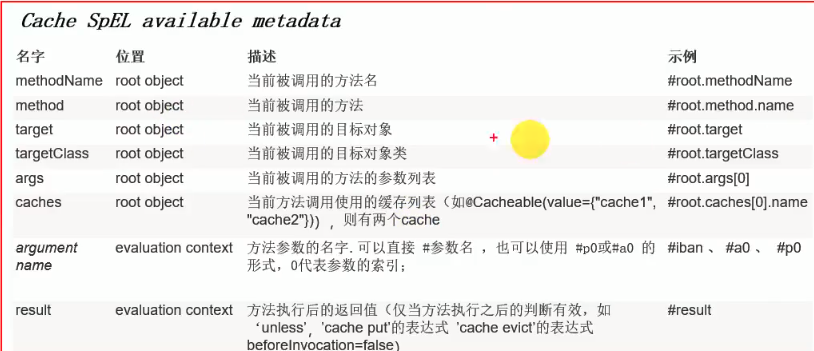 Cache SpEL available metadata
名字 位置 描述 示例
methodName root object 当前被调用的方法名 #root.methodName
method root object 当前被调用的方法 #root.method.name
target root object 当前被调用的目标对象 #root.target
targetClass root object 当前被调用的目标对象类 #root.targetClass
args root object 当前被调用的方法的参数列表 #root.args[0]
caches root object 当前方法调用使用的缓存列表（如@Cacheable(value={"cache1", #root.caches[0].name
"cache2"})），则有两个cache
argument evaluation context 方法参数的名字. 可以直接 #参数名 ，也可以使用 #p0或#a0 的 #iban 、 #a0 、 #p0
name 形式，0代表参数的索引；
result evaluation context 方法执行后的返回值（仅当方法执行之后的判断有效，如 #result
‘unless’，'cache put'的表达式 'cache evict'的表达式
beforeInvocation=false）